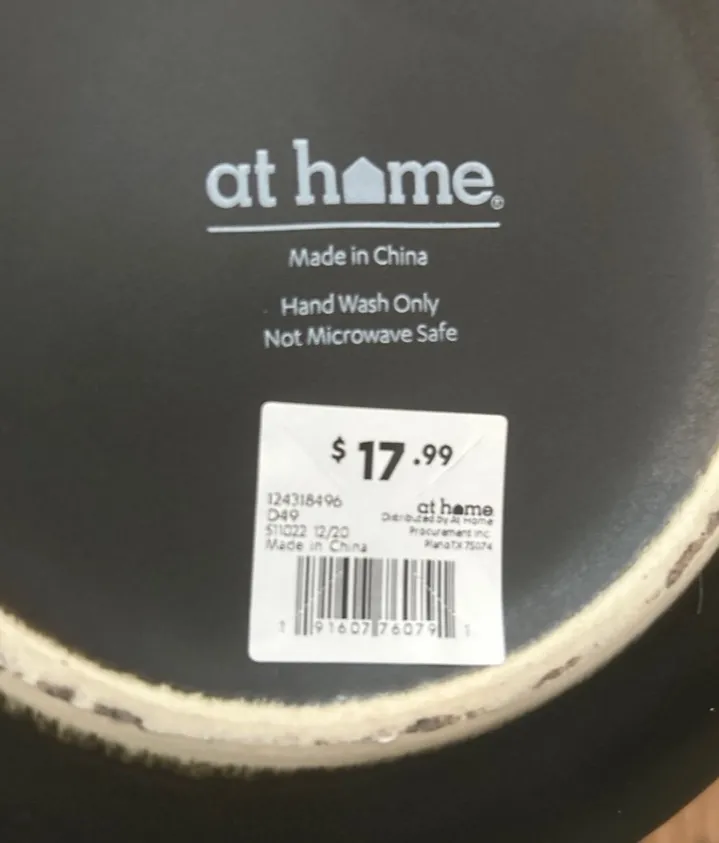 at home®
Made in China
Hand Wash Only
Not Microwave Safe
$ 17.99
124318496
D49
511022 12/20
Made in China
at home
Distributed by At Home
Procurement Inc.
Plano TX 75074
1 91607 76079 1